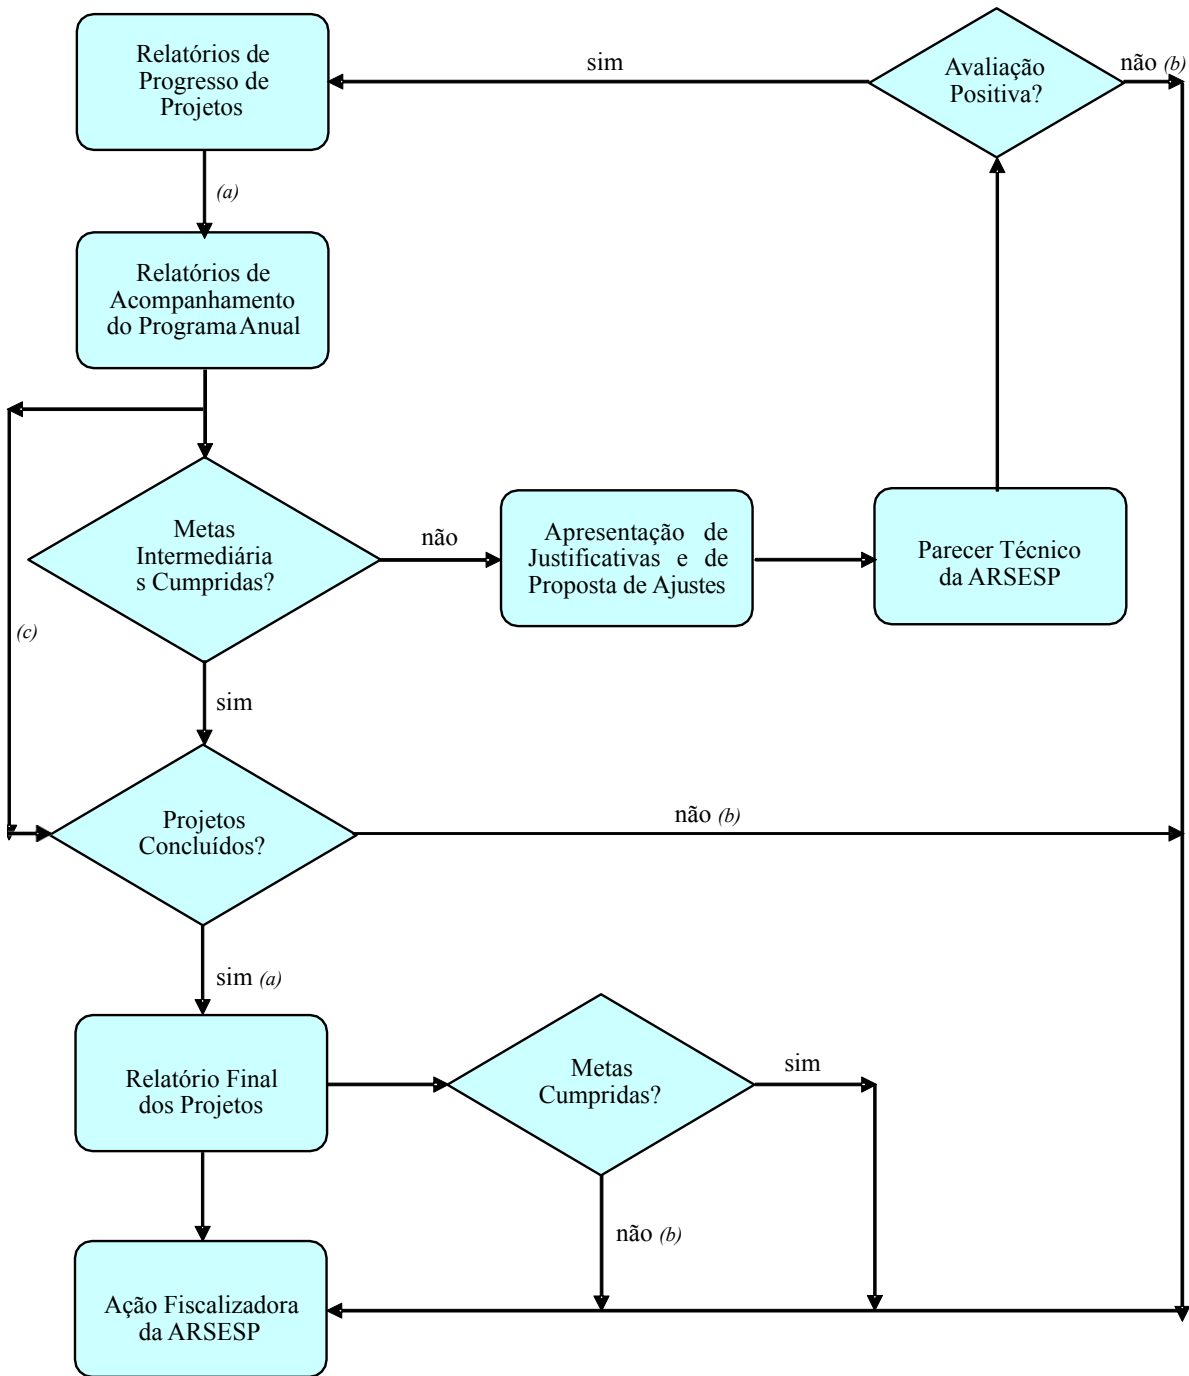 Relatórios de
Progresso de
Projetos
sim
Avaliação
Positiva?
não (b)
(a)
Relatórios de
Acompanhamento
do Programa Anual
Metas
Intermediária
s Cumpridas?
não
Apresentação de
Justificativas e de
Proposta de Ajustes
Parecer Técnico
da ARSESP
(c)
sim
Projetos
Concluídos?
não (b)
sim (a)
Relatório Final
dos Projetos
Metas
Cumpridas?
sim
não (b)
Ação Fiscalizadora
da ARSESP